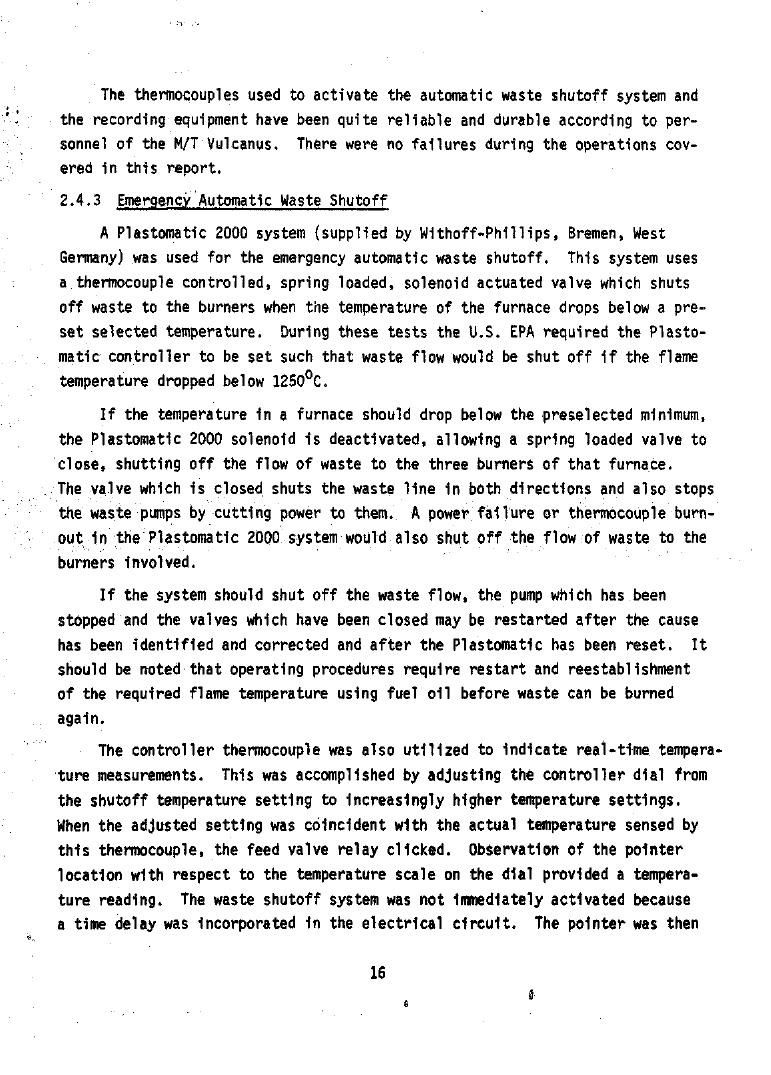 The thermocouples used to activate the automatic waste shutoff system and
the recording equipment have been quite reliable and durable according to per-
sonnel of the M/T Vulcanus. There were no failures during the operations cov-
ered in this report.
2.4.3 Emergency Automatic Waste Shutoff
A Plastomatic 2000 system (supplied by Withoff-Phillips, Bremen, West
Germany) was used for the emergency automatic waste shutoff. This system uses
a thermocouple controlled, spring loaded, solenoid actuated valve which shuts
off waste to the burners when the temperature of the furnace drops below a pre-
set selected temperature. During these tests the U.S. EPA required the Plasto-
matic controller to be set such that waste flow would be shut off if the flame
temperature dropped below 1250°C.
If the temperature in a furnace should drop below the preselected minimum,
the Plastomatic 2000 solenoid is deactivated, allowing a spring loaded valve to
close, shutting off the flow of waste to the three burners of that furnace.
The valve which is closed shuts the waste line in both directions and also stops
the waste pumps by cutting power to them. A power failure or thermocouple burn-
out in the Plastomatic 2000 system would also shut off the flow of waste to the
burners involved.
If the system should shut off the waste flow, the pump which has been
stopped and the valves which have been closed may be restarted after the cause
has been identified and corrected and after the Plastomatic has been reset. It
should be noted that operating procedures require restart and reestablishment
of the required flame temperature using fuel oil before waste can be burned
again.
The controller thermocouple was also utilized to indicate real-time tempera-
ture measurements. This was accomplished by adjusting the controller dial from
the shutoff temperature setting to increasingly higher temperature settings.
When the adjusted setting was coincident with the actual temperature sensed by
this thermocouple, the feed valve relay clicked. Observation of the pointer
location with respect to the temperature scale on the dial provided a tempera-
ture reading. The waste shutoff system was not immediately activated because
a time delay was incorporated in the electrical circuit. The pointer was then
16